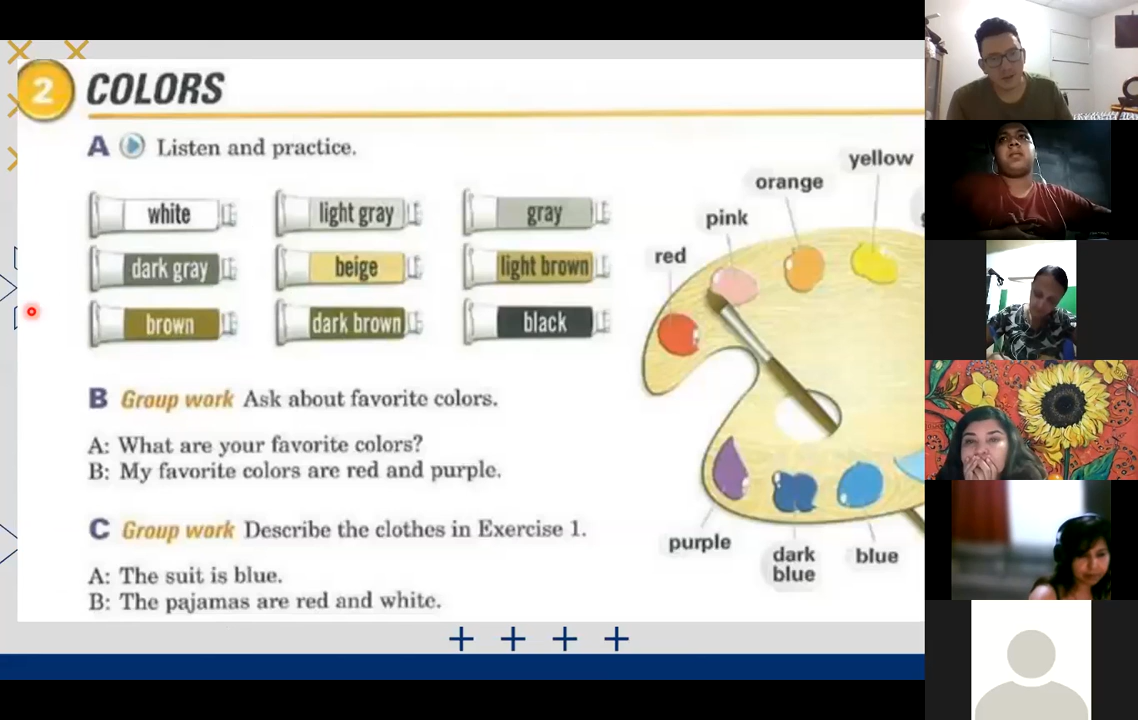 2 COLORS
A Listen and practice.
white light gray gray
dark gray beige light brown
brown dark brown black
yellow
orange
pink
red
B Group work Ask about favorite colors.
A: What are your favorite colors?
B: My favorite colors are red and purple.
C Group work Describe the clothes in Exercise 1.
A: The suit is blue.
B: The pajamas are red and white.
purple
dark
blue
blue